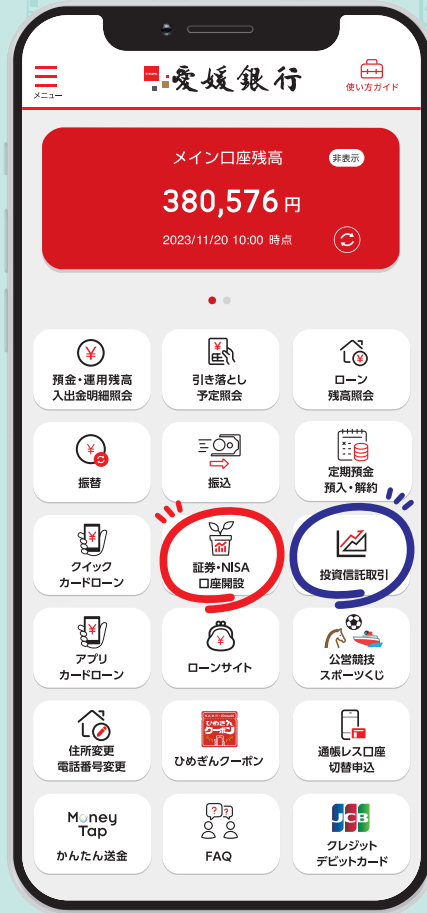 愛媛銀行
メニュー
使い方ガイド
メイン口座残高
非表示
380,576 円
2023/11/20 10:00 時点
預金・運用残高
入出金明細照会
引き落とし
予定照会
ローン
残高照会
振替
振込
定期預金
預入・解約
クイック
カードローン
証券・NISA
口座開設
投資信託取引
アプリ
カードローン
ローンサイト
公営競技
スポーツくじ
住所変更
電話番号変更
ひめぎん
クーポン
ひめぎんクーポン
通帳レス口座
切替申込
Money
Tap
かんたん送金
??
FAQ
JCB
クレジット
デビットカード